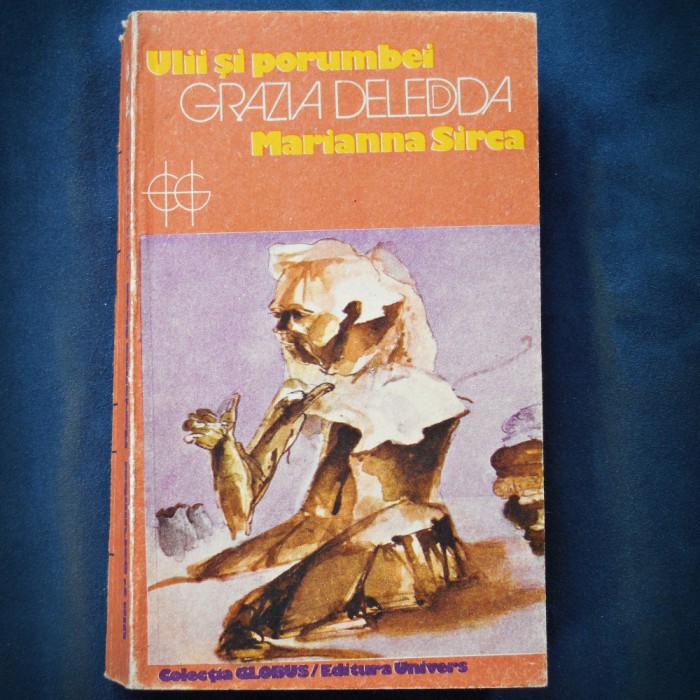 Ulii și porumbei
GRAZIA DELEDDA
Marianna Sirca
Colecția GLOBUS/Editura Univers